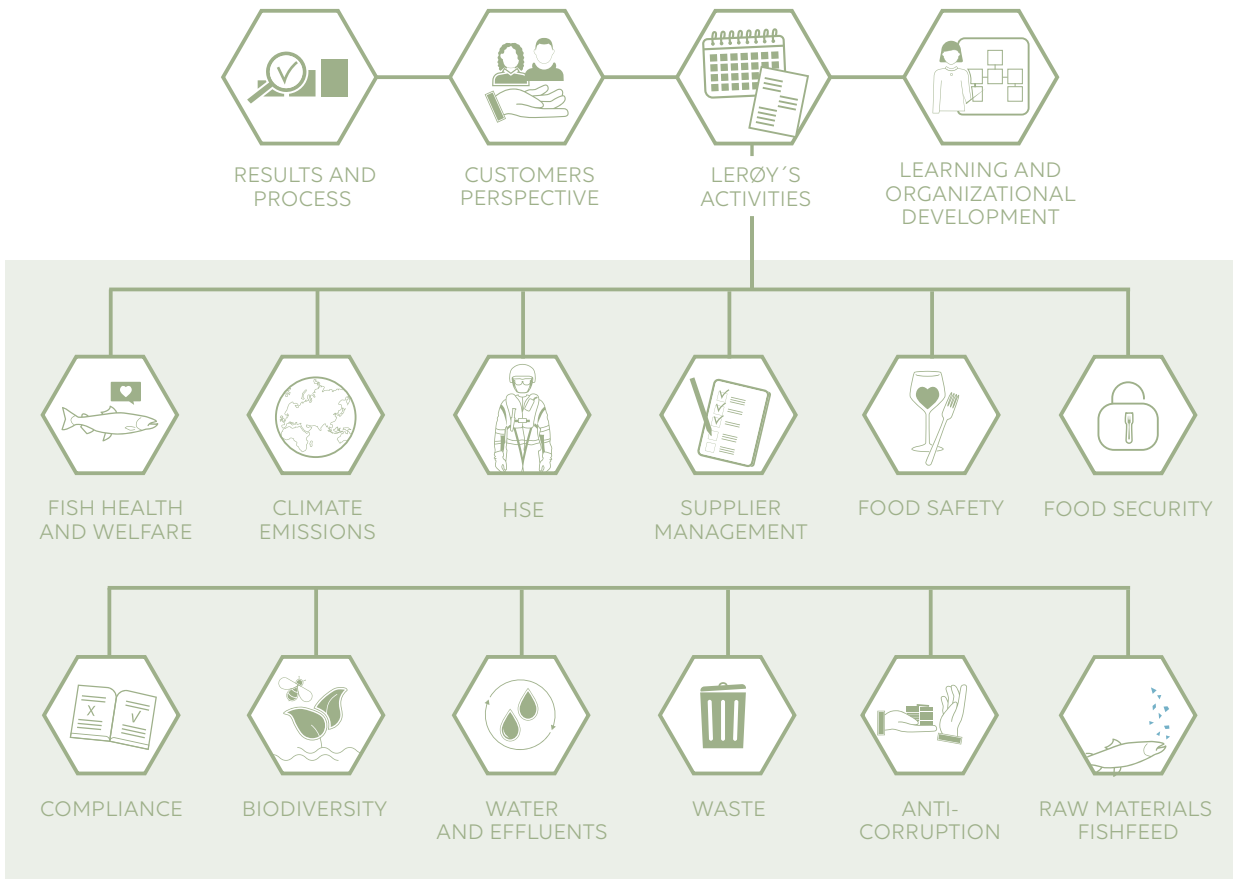 RESULTS AND
PROCESS
CUSTOMERS
PERSPECTIVE
LERØY´S
ACTIVITIES
LEARNING AND
ORGANIZATIONAL
DEVELOPMENT
FISH HEALTH
AND WELFARE
CLIMATE
EMISSIONS
HSE
SUPPLIER
MANAGEMENT
FOOD SAFETY
FOOD SECURITY
X
COMPLIANCE
BIODIVERSITY
WATER
AND EFFLUENTS
WASTE
ANTI-
CORRUPTION
RAW MATERIALS
FISHFEED